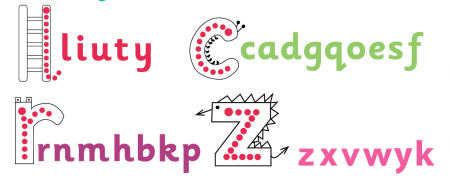 l liuty
c cadgqoesf
r rnmhbkp
z zxvwyk